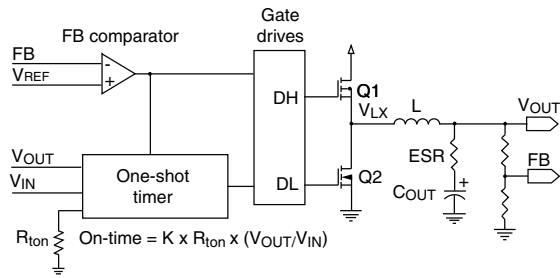 FB comparator
Gate
drives
FB
VREF
-
+
DH
Q1
VLX
L
VOUT
ESR
FB
VOUT
VIN
One-shot
timer
DL
Q2
COUT
+
Rton
On-time = K x Rton x (VOUT/VIN)